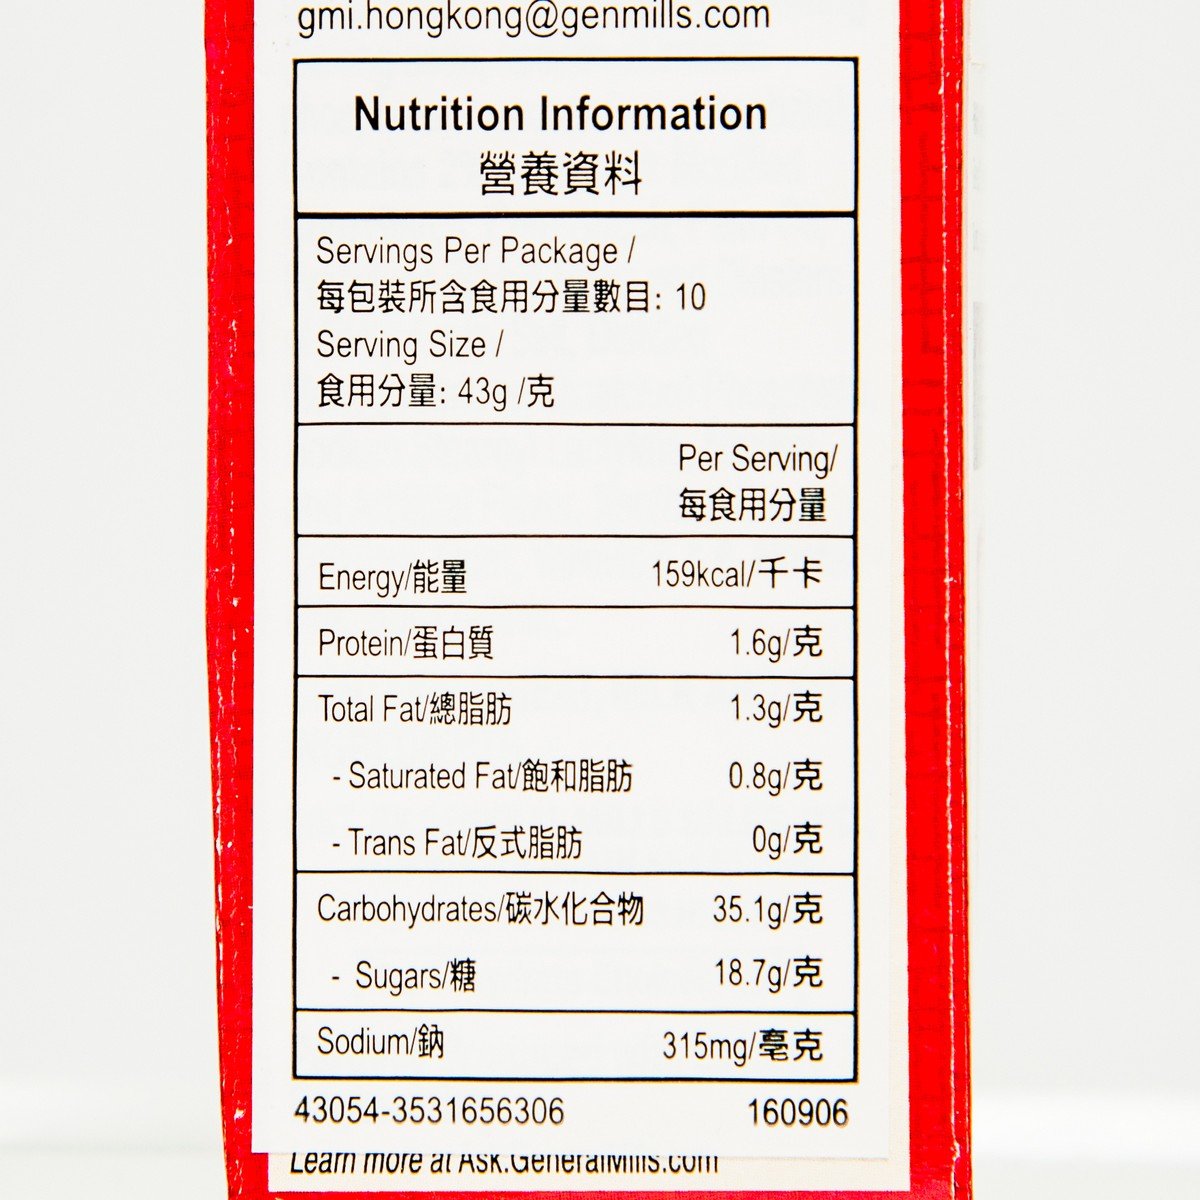 gmi.hongkong@genmills.com
Nutrition Information
營養資料
Servings Per Package /
每包裝所含食用分量數目: 10
Serving Size /
食用分量: 43g /克
Per Serving/
每食用分量
Energy/能量 159kcal/千卡
Protein/蛋白質 1.6g/克
Total Fat/總脂肪 1.3g/克
- Saturated Fat/飽和脂肪 0.8g/克
- Trans Fat/反式脂肪 0g/克
Carbohydrates/碳水化合物 35.1g/克
- Sugars/糖 18.7g/克
Sodium/鈉 315mg/毫克
43054-3531656306 160906
Learn more at Ask.GeneralMills.com